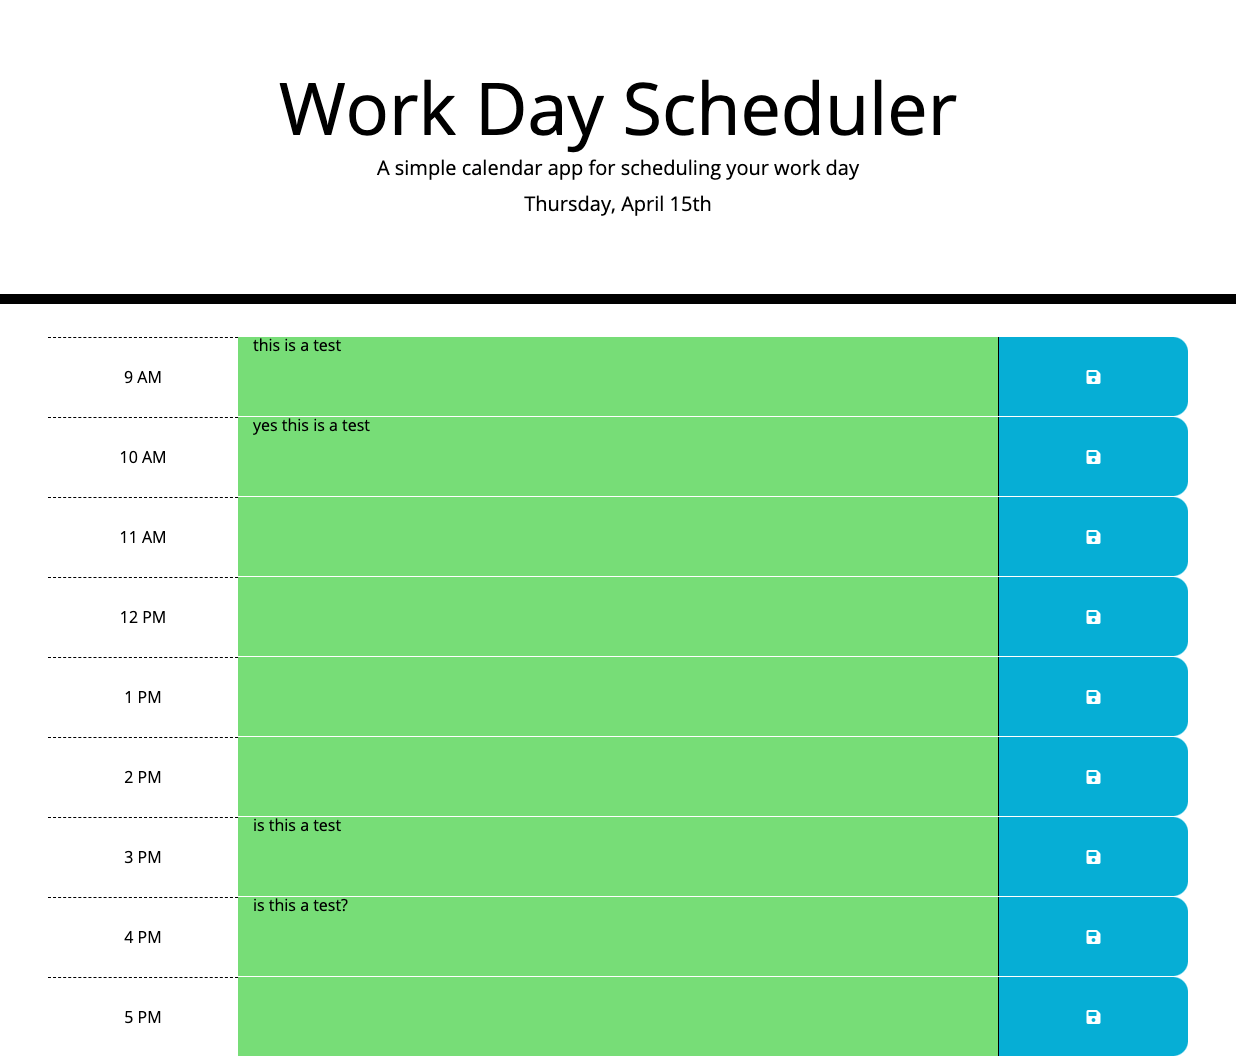 Work Day Scheduler
A simple calendar app for scheduling your work day
Thursday, April 15th
this is a test
9 AM
yes this is a test
10 AM
11 AM
12 PM
1 PM
2 PM
is this a test
3 PM
is this a test?
4 PM
5 PM